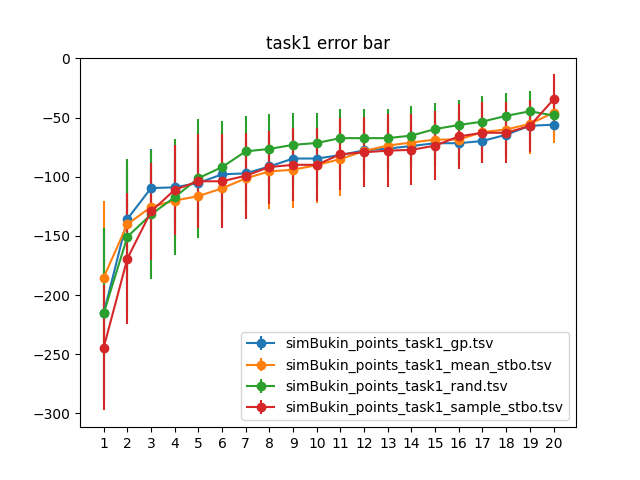 task1 error bar
0
−50
−100
−150
−200
−250
−300
simBukin_points_task1_gp.tsv
simBukin_points_task1_mean_stbo.tsv
simBukin_points_task1_rand.tsv
simBukin_points_task1_sample_stbo.tsv
1 2 3 4 5 6 7 8 9 10 11 12 13 14 15 16 17 18 19 20